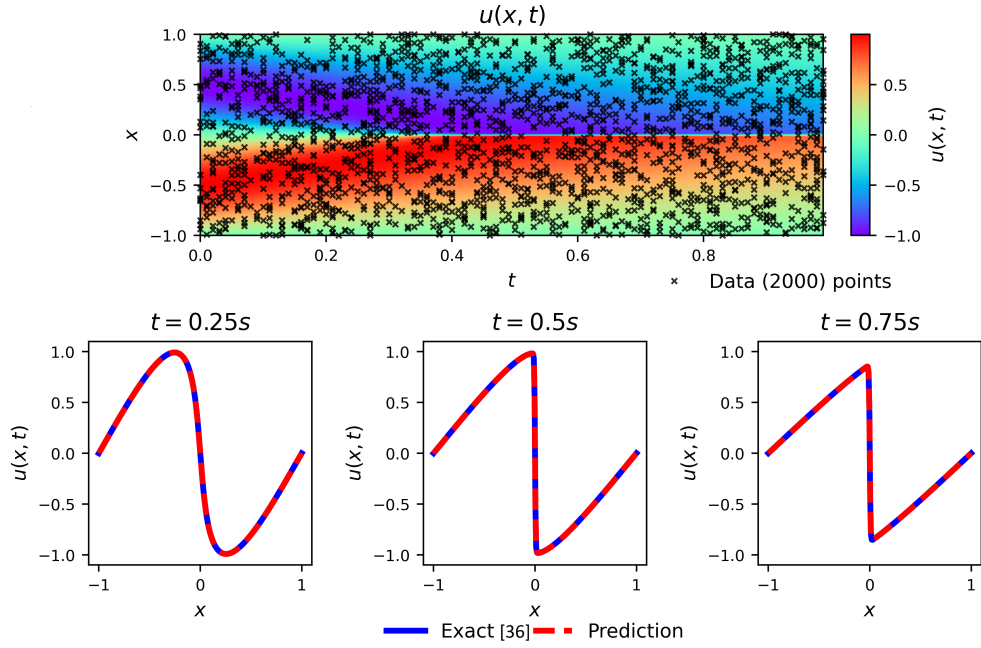 u(x, t)
1.0
0.5
0.0
−0.5
−1.0
x
0.0 0.2 0.4 0.6 0.8
t
0.5
0.0
−0.5
−1.0
u(x, t)
× Data (2000) points
t = 0.25s
1.0
0.5
0.0
−0.5
−1.0
u(x, t)
−1 0 1
x
t = 0.5s
1.0
0.5
0.0
−0.5
−1.0
u(x, t)
−1 0 1
x
t = 0.75s
1.0
0.5
0.0
−0.5
−1.0
u(x, t)
−1 0 1
x
Exact [36] Prediction